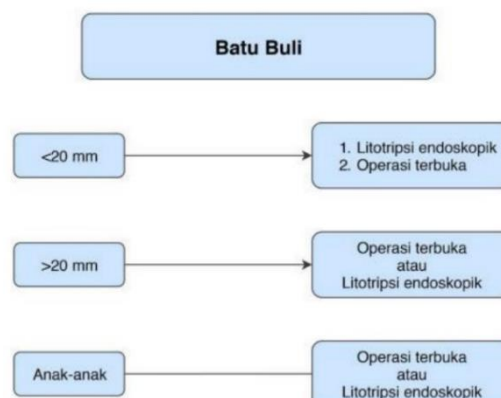 Batu Buli
<20 mm
1. Litotripsi endoskopik
2. Operasi terbuka
>20 mm
Operasi terbuka
atau
Litotripsi endoskopik
Anak-anak
Operasi terbuka
atau
Litotripsi endoskopik